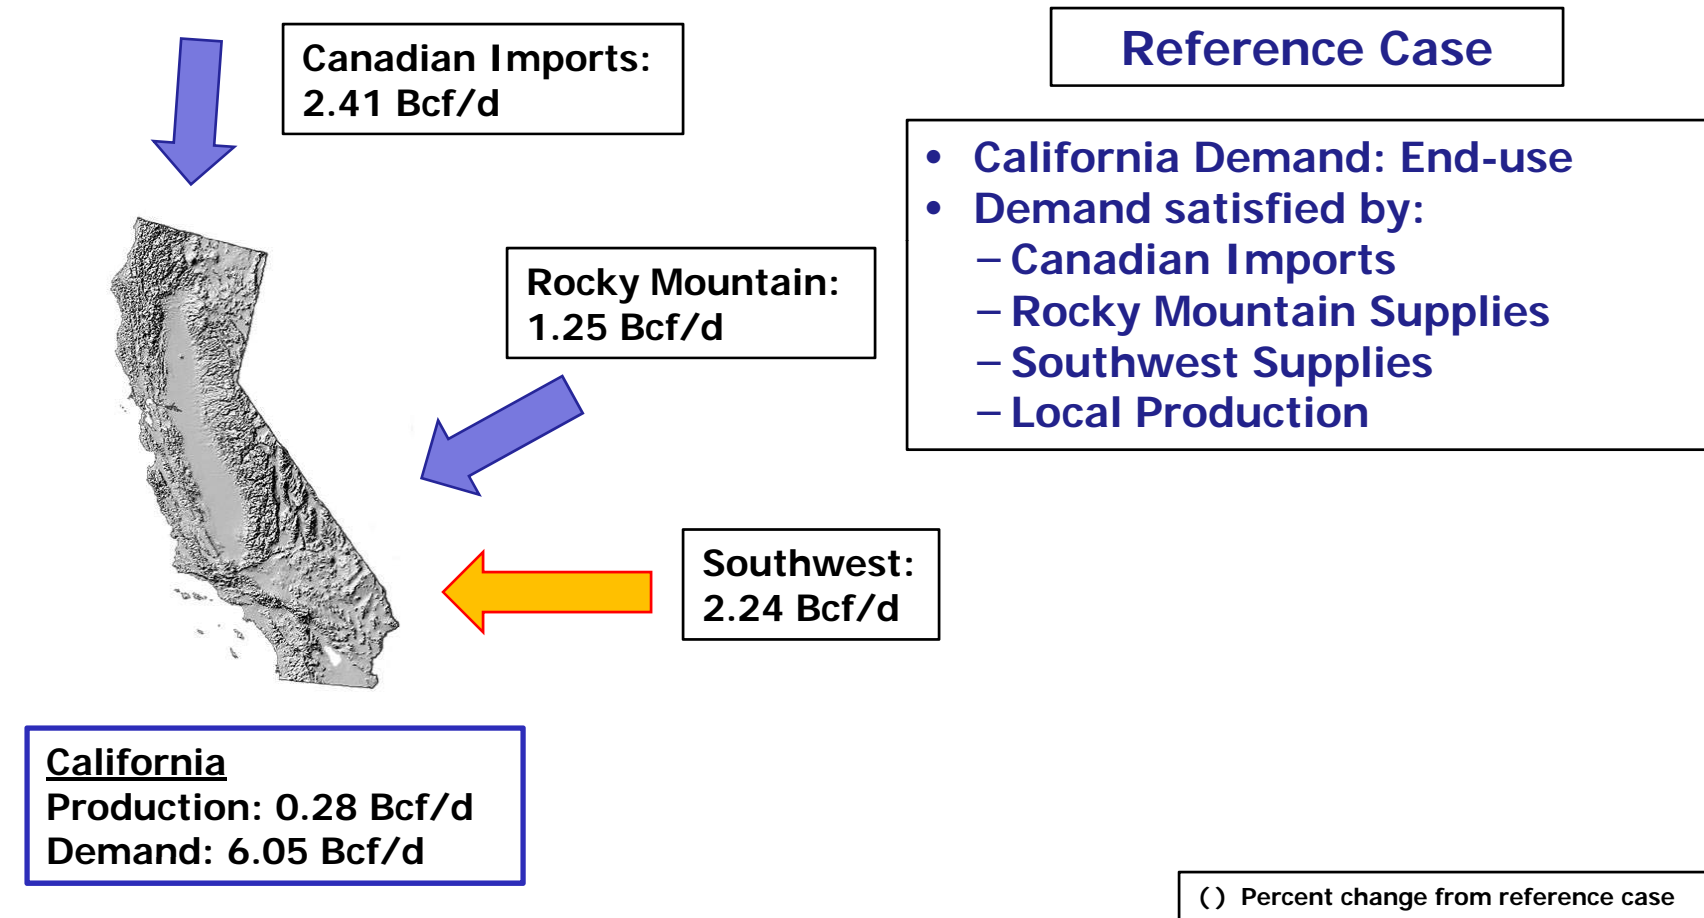 Canadian Imports:
2.41 Bcf/d
Reference Case
• California Demand: End-use
• Demand satisfied by:
– Canadian Imports
– Rocky Mountain Supplies
– Southwest Supplies
– Local Production
Rocky Mountain:
1.25 Bcf/d
Southwest:
2.24 Bcf/d
California
Production: 0.28 Bcf/d
Demand: 6.05 Bcf/d
( ) Percent change from reference case